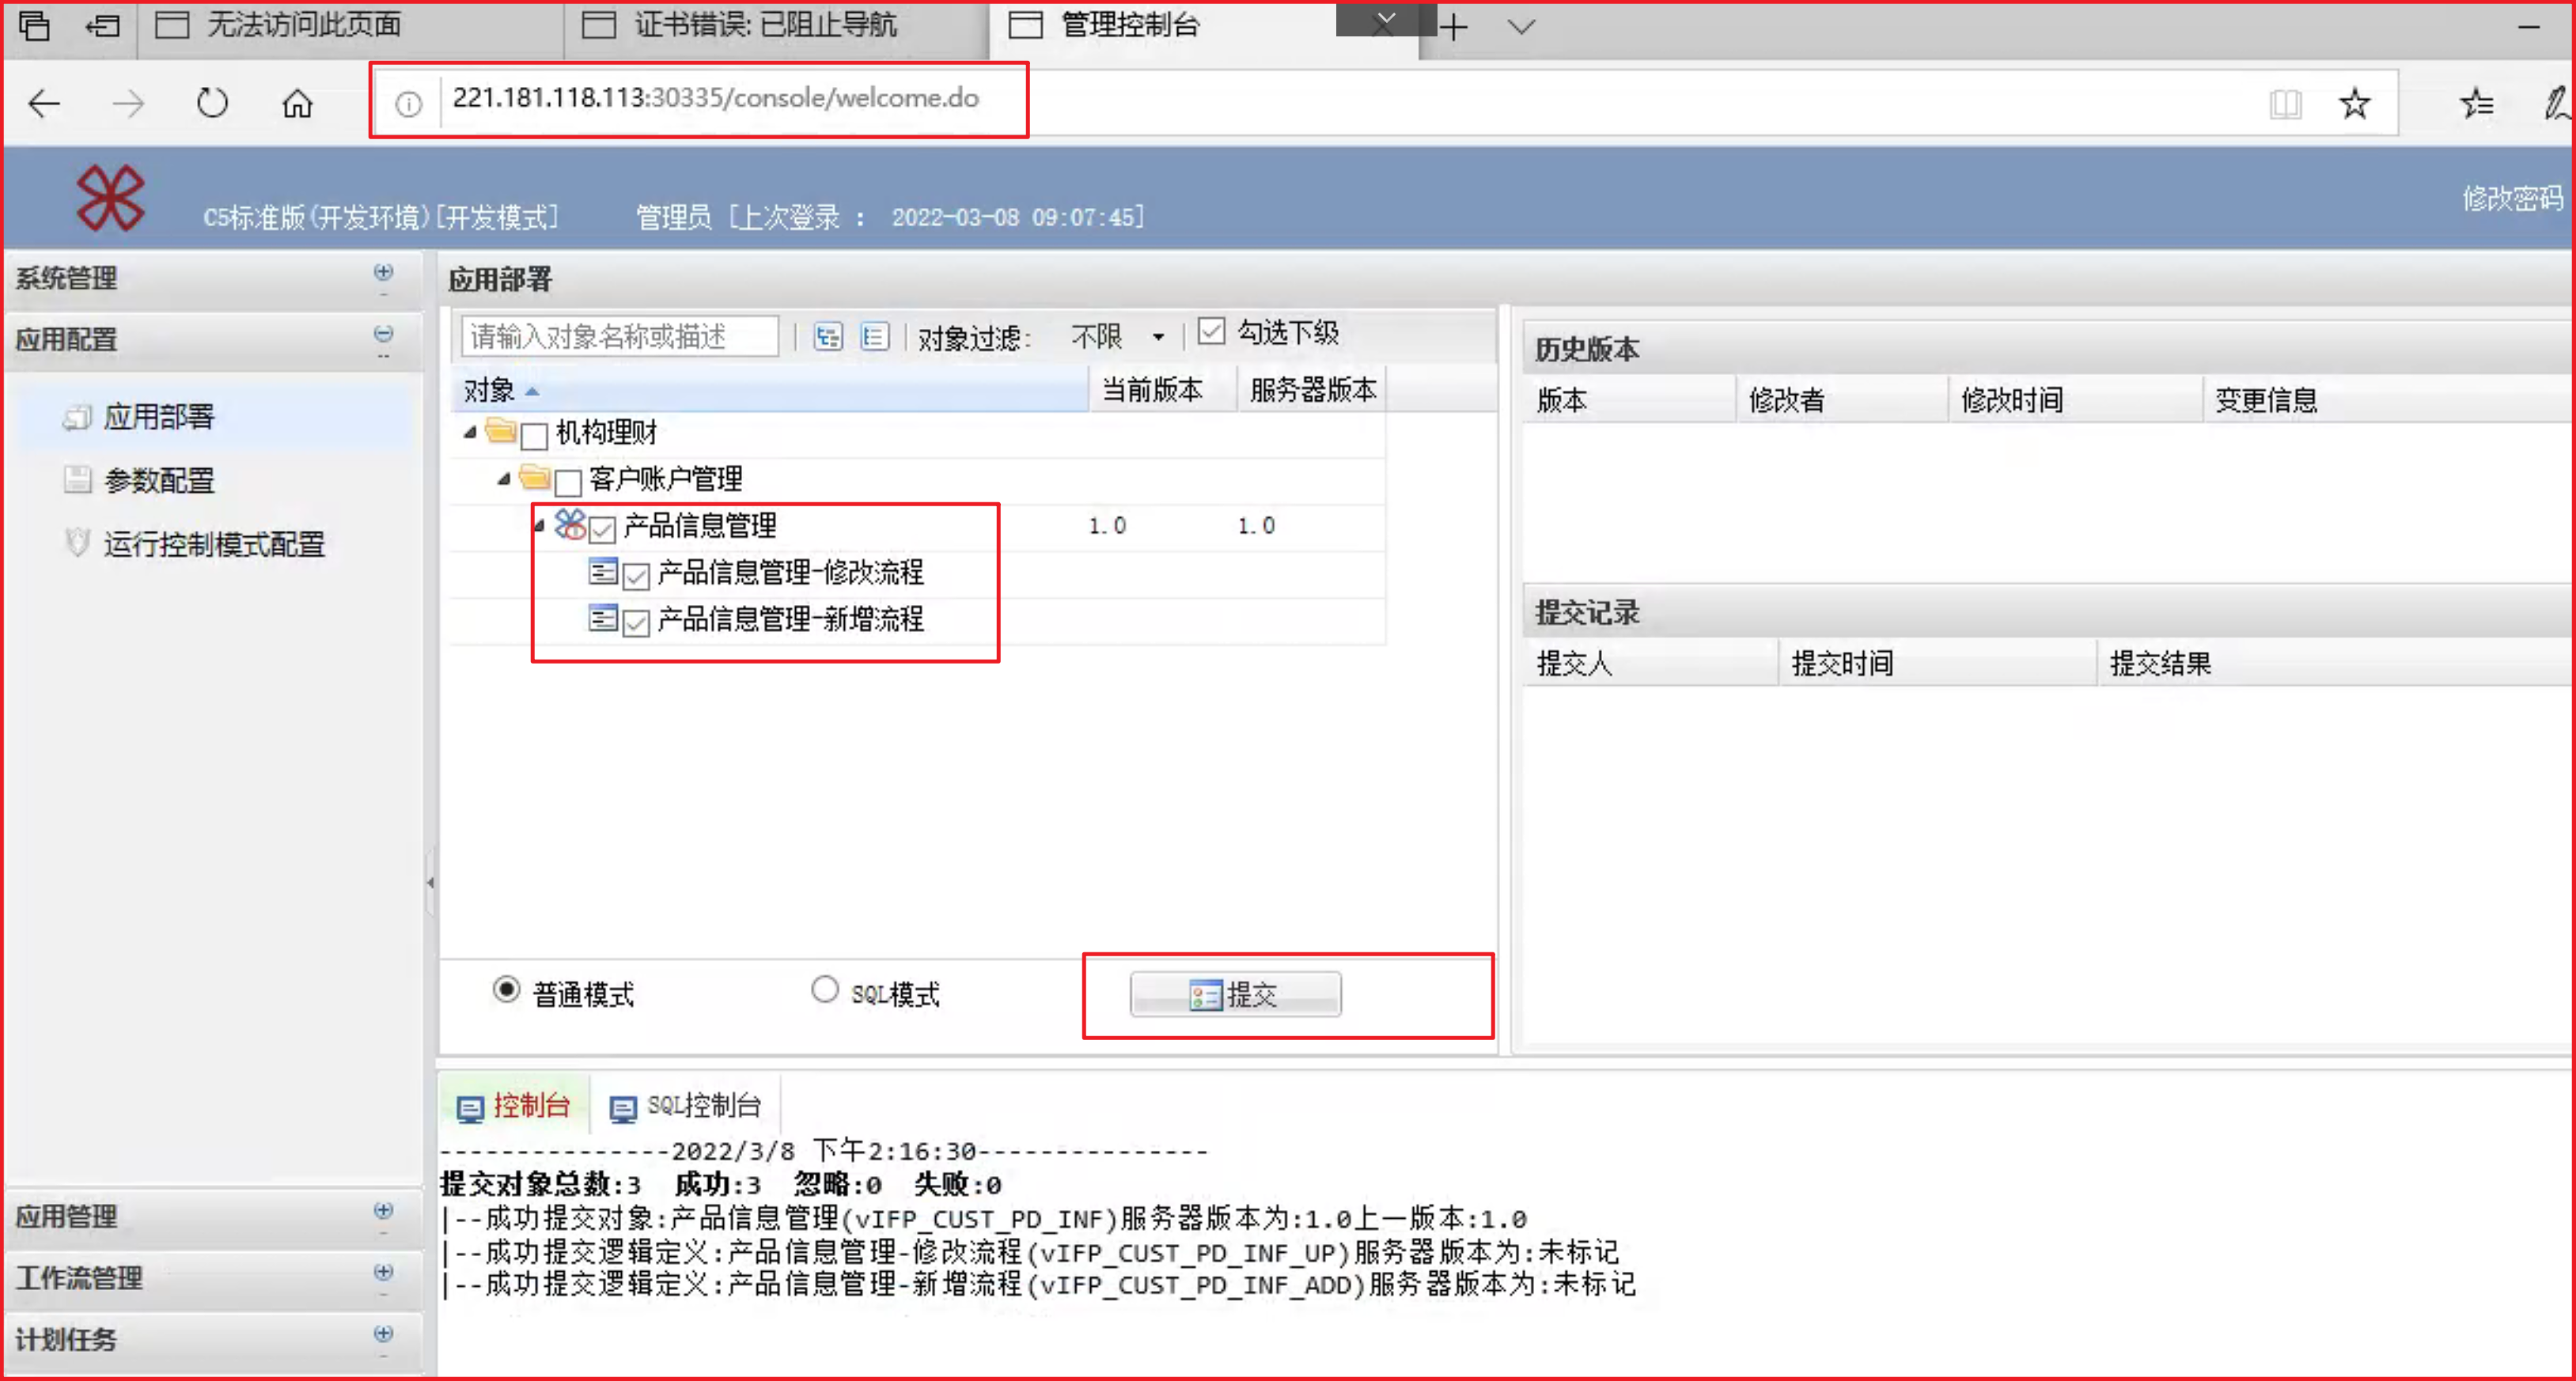 无法访问此页面
证书错误: 已阻止导航
管理控制台
221.181.118.113:30335/console/welcome.do
C5标准版(开发环境)[开发模式]
管理员 [上次登录 : 2022-03-08 09:07:45]
修改密码
系统管理
应用配置
应用部署
参数配置
运行控制模式配置
应用管理
工作流管理
计划任务
应用部署
请输入对象名称或描述
对象过滤:
不限
勾选下级
对象 当前版本 服务器版本
机构理财
客户账户管理
产品信息管理 1.0 1.0
产品信息管理-修改流程
产品信息管理-新增流程
普通模式
SQL模式
提交
历史版本
版本 修改者 修改时间 变更信息
提交记录
提交人 提交时间 提交结果
控制台
SQL控制台
---------------2022/3/8 下午2:16:30---------------
提交对象总数:3 成功:3 忽略:0 失败:0
|--成功提交对象:产品信息管理(vIFP_CUST_PD_INF)服务器版本为:1.0上一版本:1.0
|--成功提交逻辑定义:产品信息管理-修改流程(vIFP_CUST_PD_INF_UP)服务器版本为:未标记
|--成功提交逻辑定义:产品信息管理-新增流程(vIFP_CUST_PD_INF_ADD)服务器版本为:未标记